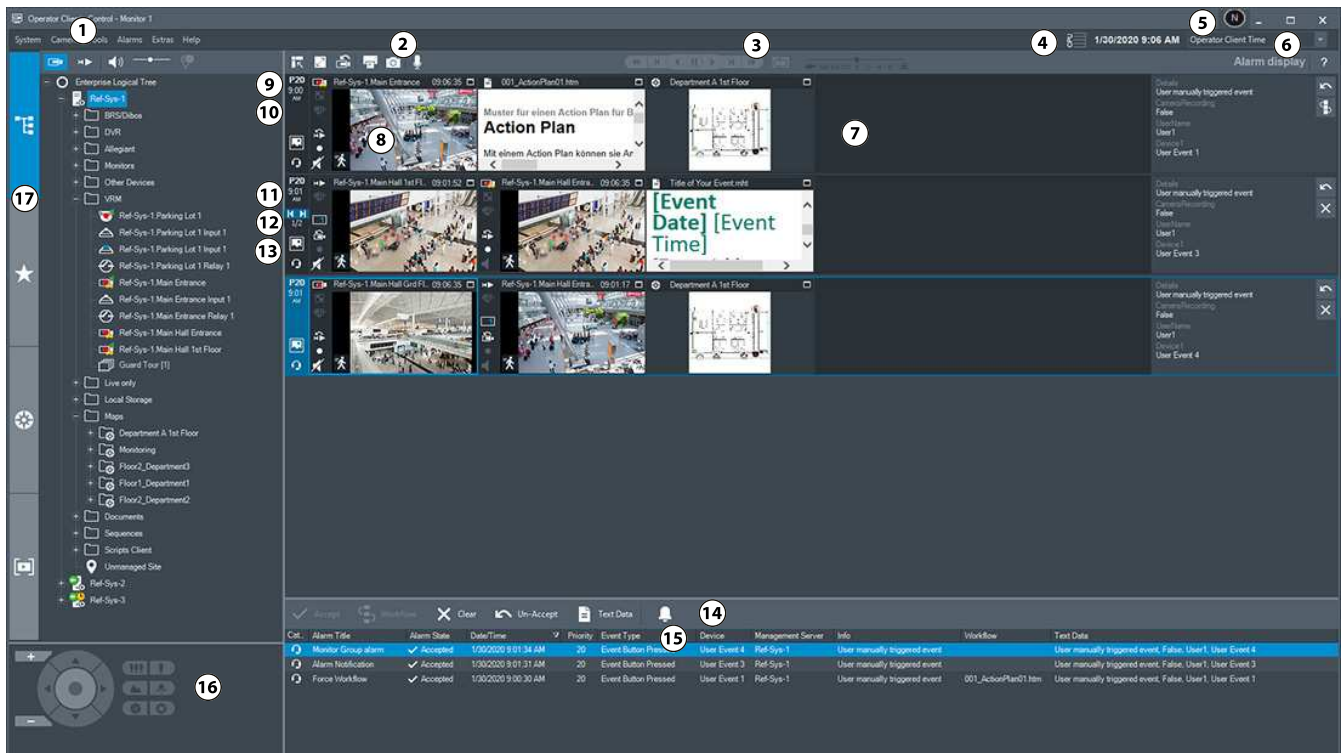 Operator Client - Control - Monitor 1
1
5
N
System Camera Tools Alarms Extras Help
2
3
4
1/30/2020 9:06 AM
Operator Client Time
6
Alarm display ?
Enterprise Logical Tree
Ref-Sys-1
BRS/Dibos
DVR
Allegiant
Monitors
Other Devices
VRM
Ref-Sys-1.Parking Lot 1
Ref-Sys-1.Parking Lot 1 Input 1
Ref-Sys-1.Parking Lot 1 Input 1
Ref-Sys-1.Parking Lot 1 Relay 1
Ref-Sys-1.Main Entrance
Ref-Sys-1.Main Entrance Input 1
Ref-Sys-1.Main Entrance Relay 1
Ref-Sys-1.Main Hall Entrance
Ref-Sys-1.Main Hall 1st Floor
Guard Tour [1]
Live only
Local Storage
Maps
Department A 1st Floor
Monitoring
Floor2_Department3
Floor1_Department1
Floor2_Department2
Documents
Sequences
Scripts Client
Unmanaged Site
Ref-Sys-2
Ref-Sys-3
17
16
9
10
P20
9:00
AM
Ref-Sys-1.Main Entrance 09:06:35
8
001_ActionPlan01.htm
Muster für einen Action Plan für B
Action Plan
Mit einem Action Plan können sie Ar
Department A 1st Floor
7
Details
User manually triggered event
CameraRecording
False
UserName
User1
Device1
User Event 1
11
12
13
P20
9:01
AM
1/2
Ref-Sys-1.Main Hall 1st Fl.. 09:01:52
Ref-Sys-1.Main Hall Entra.. 09:06:35
Title of Your Event.mht
[Event
Date] [Event
Time]
Details
User manually triggered event
CameraRecording
False
UserName
User1
Device1
User Event 3
P20
9:01
AM
Ref-Sys-1.Main Hall Grd Fl.. 09:06:35
Ref-Sys-1.Main Hall Entra.. 09:01:17
Department A 1st Floor
Details
User manually triggered event
CameraRecording
False
UserName
User1
Device1
User Event 4
Accept Workflow Clear Un-Accept Text Data
14
15
Cat.. Alarm Title Alarm State Date/Time Priority Event Type Device Management Server Info Workflow Text Data
Monitor Group alarm Accepted 1/30/2020 9:01:34 AM 20 Event Button Pressed User Event 4 Ref-Sys-1 User manually triggered event User manually triggered event, False, User1, User Event 4
Alarm Notification Accepted 1/30/2020 9:01:31 AM 20 Event Button Pressed User Event 3 Ref-Sys-1 User manually triggered event User manually triggered event, False, User1, User Event 3
Force Workflow Accepted 1/30/2020 9:00:30 AM 20 Event Button Pressed User Event 1 Ref-Sys-1 User manually triggered event 001_ActionPlan01.htm User manually triggered event, False, User1, User Event 1